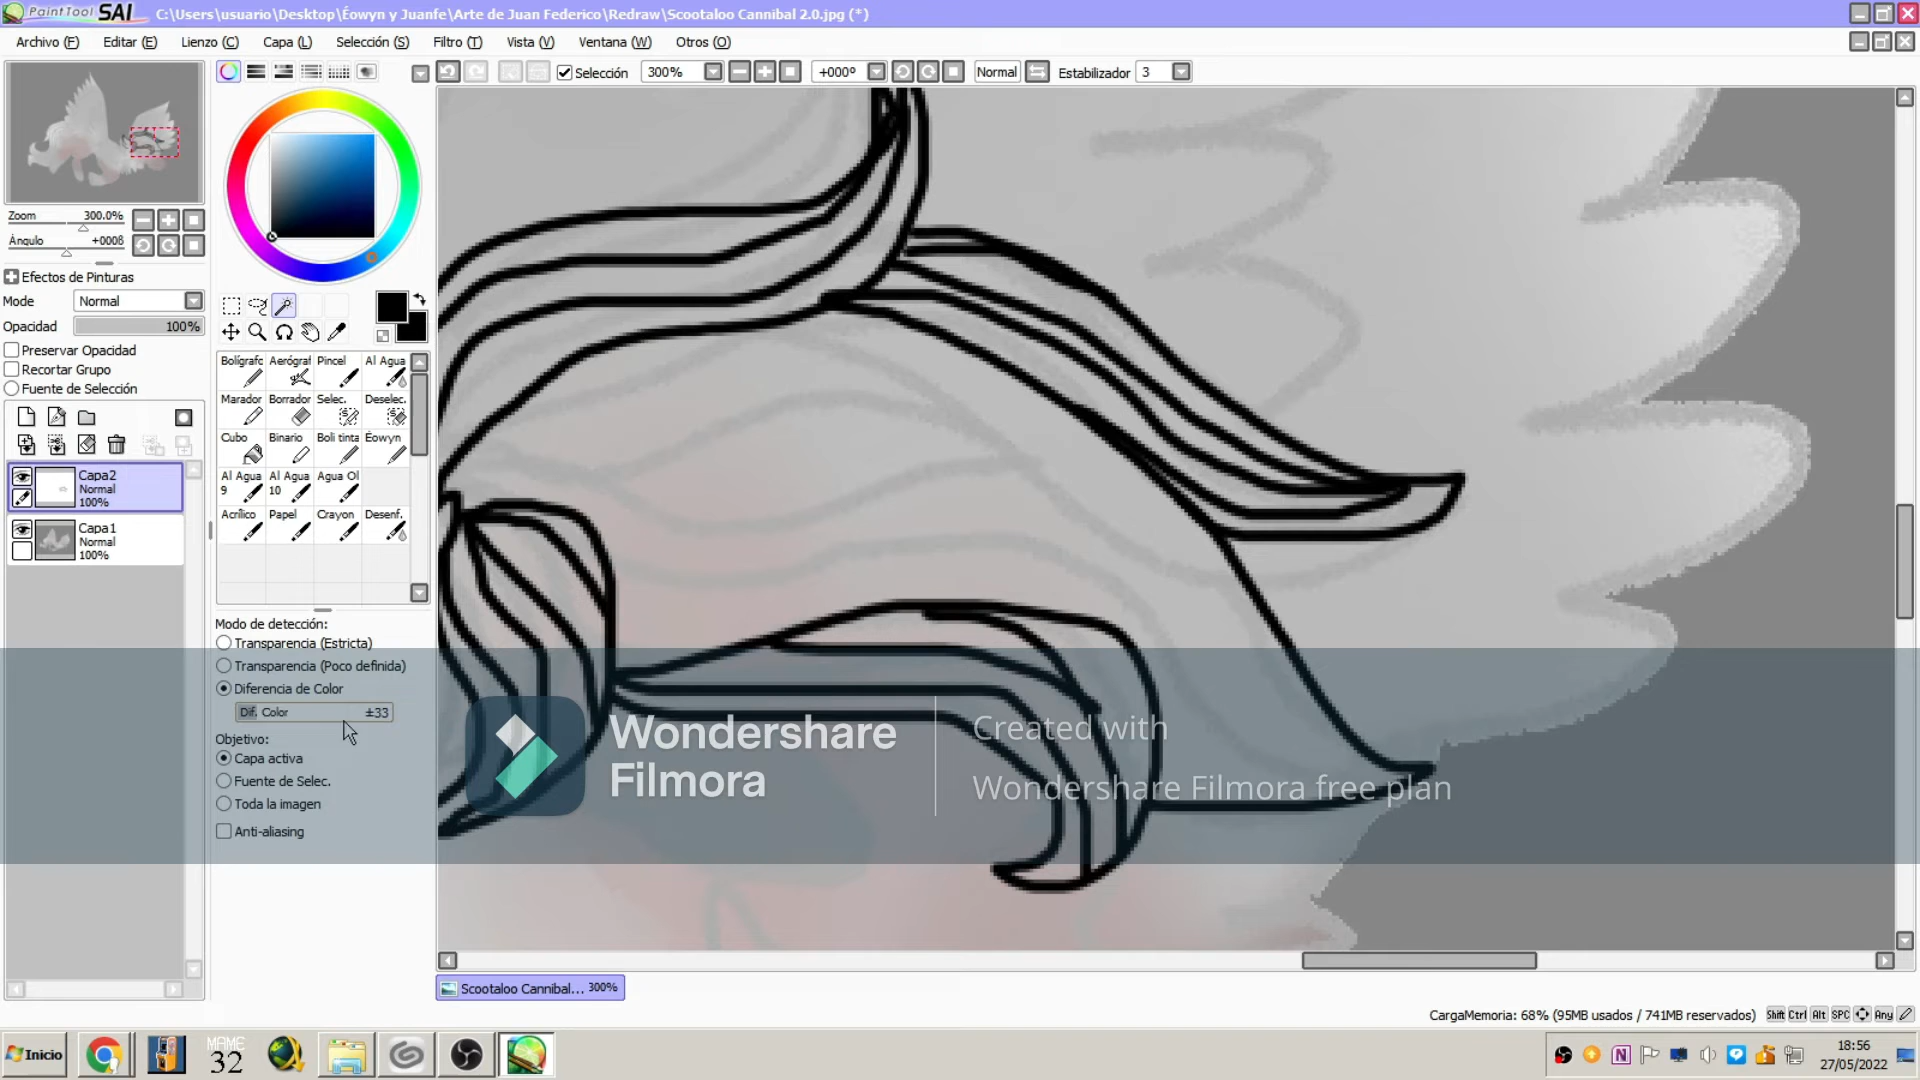 PaintTool SAI C:\Users\usuario\Desktop\Éowyn y Juanfe\Arte de Juan Federico\Redraw\Scootaloo Cannibal 2.0.jpg (*)
Archivo (F) Editar (E) Lienzo (C) Capa (L) Selección (S) Filtro (T) Vista (V) Ventana (W) Otros (O)
Selección 300% +000º Normal Estabilizador 3
Zoom 300.0%
Ángulo +000ß
Efectos de Pinturas
Mode Normal
Opacidad 100%
Preservar Opacidad
Recortar Grupo
Fuente de Selección
Capa2
Normal
100%
Capa1
Normal
100%
Bolígrafo Aerógraf Pincel Al Agua
Marador Borrador Selec. Deselec.
Cubo Binario Boli tinta Éowyn
Al Agua 9 Al Agua 10 Agua Ol
Acrílico Papel Crayon Desenf.
Modo de detección:
Transparencia (Estricta)
Transparencia (Poco definida)
Diferencia de Color
Dif. Color ±33
Objetivo:
Capa activa
Fuente de Selec.
Toda la imagen
Anti-aliasing
Wondershare
Filmora
Created with
Wondershare Filmora free plan
Scootaloo Cannibal... 300%
CargaMemoria: 68% (95MB usados / 741MB reservados) Shift Ctrl Alt SPC Any
Inicio
MAME
32
N
18:56
27/05/2022